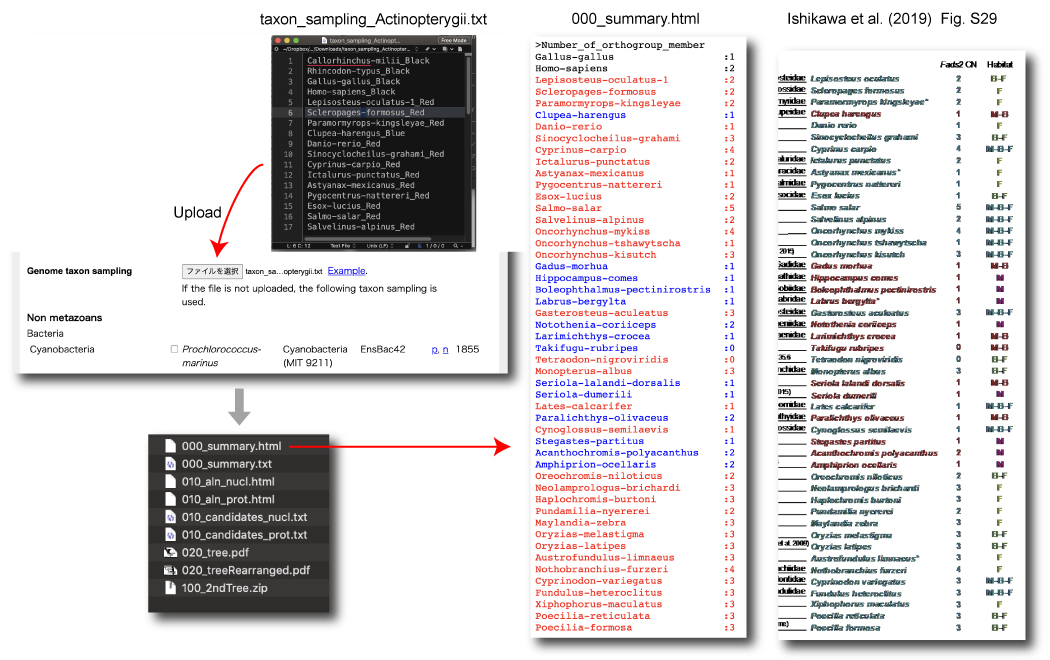 taxon_sampling_Actinopterygii.txt
taxon_sampling_Actinopt...
Free Mode
1 Callorhinchus-milii_Black
2 Rhincodon-typus_Black
3 Gallus-gallus_Black
4 Homo-sapiens_Black
5 Lepisosteus-oculatus-1_Red
6 Scleropages-formosus_Red
7 Paramormyrops-kingsleyae_Red
8 Clupea-harengus_Blue
9 Danio-rerio_Red
10 Sinocyclocheilus-grahami_Red
11 Cyprinus-carpio_Red
12 Ictalurus-punctatus_Red
13 Astyanax-mexicanus_Red
14 Pygocentrus-nattereri_Red
15 Esox-lucius_Red
16 Salmo-salar_Red
17 Salvelinus-alpinus_Red
L: 6 C: 12 Text File Unix (LF)
Upload
Genome taxon sampling
ファイルを選択 taxon_sa...opterygii.txt Example.
If the file is not uploaded, the following taxon sampling is
used.
Non metazoans
Bacteria
Cyanobacteria Prochlorococcus-marinus Cyanobacteria (MIT 9211) EnsBac42 p, n 1855
000_summary.html
000_summary.txt
010_aln_nucl.html
010_aln_prot.html
010_candidates_nucl.txt
010_candidates_prot.txt
020_tree.pdf
020_treeRearranged.pdf
100_2ndTree.zip
000_summary.html
>Number_of_orthogroup_member
Gallus-gallus :1
Homo-sapiens :2
Lepisosteus-oculatus-1 :2
Scleropages-formosus :2
Paramormyrops-kingsleyae :2
Clupea-harengus :1
Danio-rerio :1
Sinocyclocheilus-grahami :3
Cyprinus-carpio :4
Ictalurus-punctatus :2
Astyanax-mexicanus :1
Pygocentrus-nattereri :1
Esox-lucius :2
Salmo-salar :5
Salvelinus-alpinus :2
Oncorhynchus-mykiss :4
Oncorhynchus-tshawytscha :1
Oncorhynchus-kisutch :3
Gadus-morhua :1
Hippocampus-comes :1
Boleophthalmus-pectinirostris :1
Labrus-bergylta :1
Gasterosteus-aculeatus :3
Notothenia-coriiceps :2
Larimichthys-crocea :1
Takifugu-rubripes :0
Tetraodon-nigroviridis :0
Monopterus-albus :3
Seriola-lalandi-dorsalis :1
Seriola-dumerili :1
Lates-calcarifer :1
Paralichthys-olivaceus :2
Cynoglossus-semilaevis :1
Stegastes-partitus :1
Acanthochromis-polyacanthus :2
Amphiprion-ocellaris :2
Oreochromis-niloticus :2
Neolamprologus-brichardi :3
Haplochromis-burtoni :3
Pundamilia-nyererei :2
Maylandia-zebra :3
Oryzias-melastigma :3
Oryzias-latipes :3
Austrofundulus-limnaeus :3
Nothobranchius-furzeri :4
Cyprinodon-variegatus :3
Fundulus-heteroclitus :3
Xiphophorus-maculatus :3
Poecilia-reticulata :3
Poecilia-formosa :3
Ishikawa et al. (2019) Fig. S29
Fads2 CN Habitat
Lepisosteus oculatus 2 B-F
Scleropages formosus 2 F
Paramormyrops kingsleyae* 2 F
Clupea harengus 1 M-B
Danio rerio 1 F
Sinocyclocheilus grahami 3 B-F
Cyprinus carpio 4 M-B-F
Ictalurus punctatus 2 F
Astyanax mexicanus* 1 F
Pygocentrus nattereri 1 F
Esox lucius 1 B-F
Salmo salar 5 M-B-F
Salvelinus alpinus 2 M-B-F
Oncorhynchus mykiss 4 M-B-F
Oncorhynchus tshawytscha 1 M-B-F
Oncorhynchus kisutch 3 M-B-F
Gadus morhua 1 M-B
Hippocampus comes 1 M
Boleophthalmus pectinirostris 1 M
Labrus bergylta* 1 M
Gasterosteus aculeatus 3 M-B-F
Notothenia coriiceps 1 M
Larimichthys crocea 1 M-B
Takifugu rubripes 0 M-B
Tetraodon nigroviridis 0 B-F
Monopterus albus 3 B-F
Seriola lalandi dorsalis 1 M-B
Seriola dumerili 1 M
Lates calcarifer 1 M-B-F
Paralichthys olivaceus 1 M-B
Cynoglossus semilaevis 1 M-B-F
Stegastes partitus 1 M
Acanthochromis polyacanthus 2 M
Amphiprion ocellaris 1 M
Oreochromis niloticus 2 B-F
Neolamprologus brichardi 3 F
Haplochromis burtoni 3 F
Pundamilia nyererei 2 F
Maylandia zebra 3 F
Oryzias melastigma 3 B-F
Oryzias latipes 3 B-F
Austrofundulus limnaeus* 3 F
Nothobranchius furzeri 4 F
Cyprinodon variegatus 3 M-B-F
Fundulus heteroclitus 3 M-B-F
Xiphophorus maculatus 3 F
Poecilia reticulata 3 B-F
Poecilia formosa 3 B-F